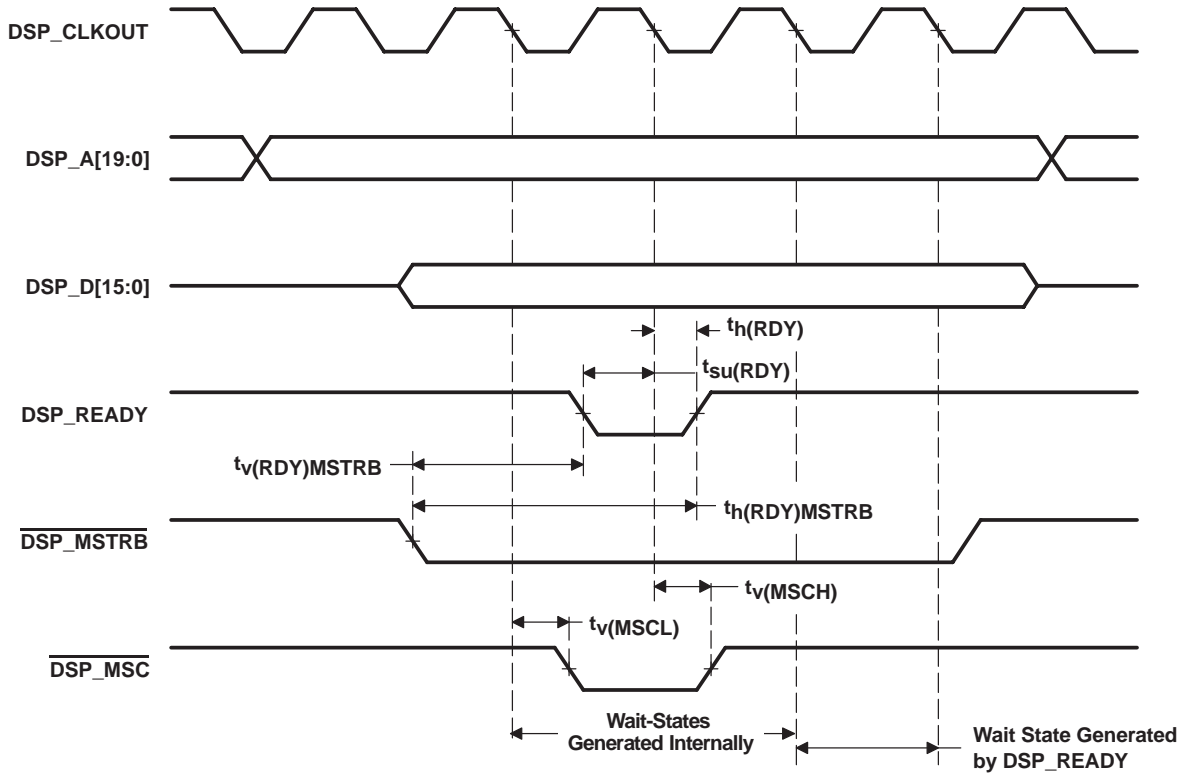 DSP_CLKOUT
DSP_A[19:0]
DSP_D[15:0]
th(RDY)
tsu(RDY)
DSP_READY
tv(RDY)MSTRB
th(RDY)MSTRB
DSP_MSTRB
tv(MSCH)
tv(MSCL)
DSP_MSC
Wait-States
Generated Internally
Wait State Generated
by DSP_READY